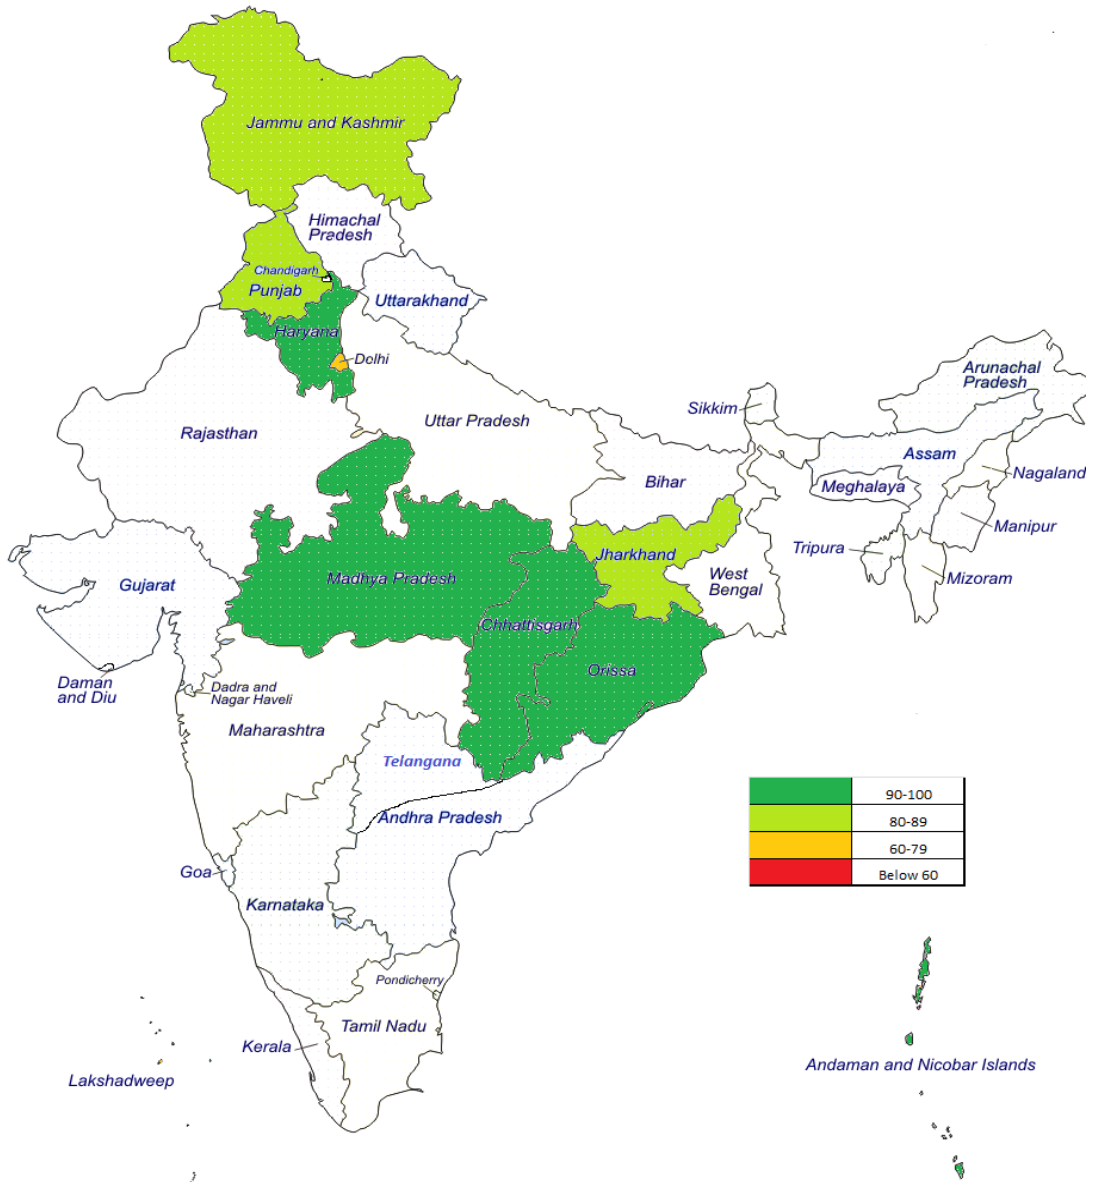 Jammu and Kashmir
Himachal
Pradesh
Chandigarh
Punjab
Uttarakhand
Haryana
Delhi
Arunachal
Pradesh
Sikkim
Uttar Pradesh
Rajasthan
Assam
Nagaland
Bihar
Meghalaya
Manipur
Tripura
Jharkhand
West
Bengal
Mizoram
Madhya Pradesh
Gujarat
Chhattisgarh
Orissa
Daman
and Diu
Dadra and
Nagar Haveli
Maharashtra
Telangana
90-100
Andhra Pradesh
80-89
60-79
Goa
Below 60
Karnataka
Pondicherry
Tamil Nadu
Kerala
Andaman and Nicobar Islands
Lakshadweep